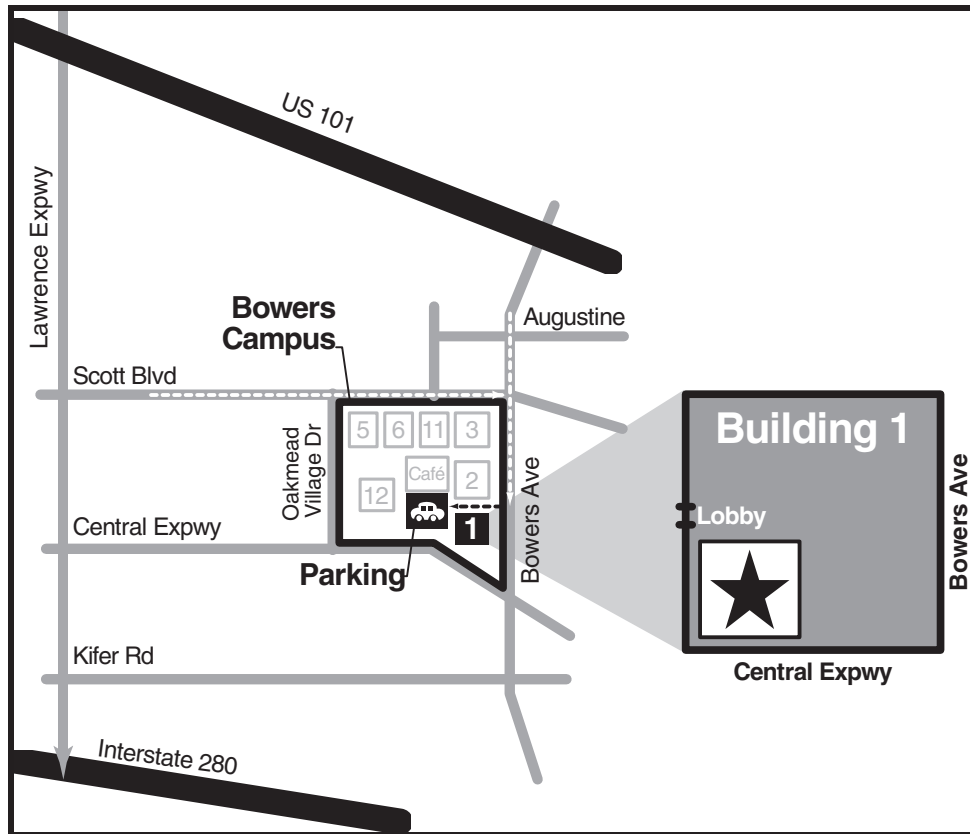 US 101
Lawrence Expwy
Bowers
Campus
Augustine
Scott Blvd
5
6
11
3
Building 1
Oakmead
Village Dr
Café
2
12
Bowers Ave
Lobby
Bowers Ave
Central Expwy
1
Parking
Kifer Rd
Central Expwy
Interstate 280